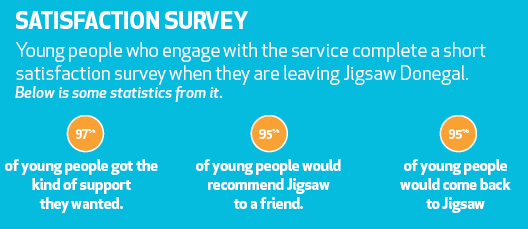 SATISFACTION SURVEY
Young people who engage with the service complete a short
satisfaction survey when they are leaving Jigsaw Donegal.
Below is some statistics from it.
97%
of young people got the
kind of support
they wanted.
95%
of young people would
recommend Jigsaw
to a friend.
95%
of young people
would come back
to Jigsaw